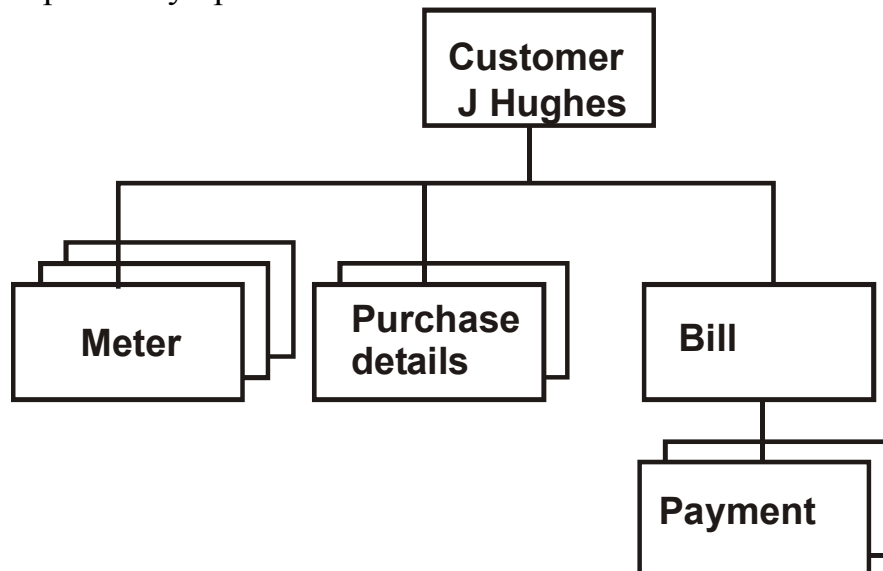 Customer
J Hughes
Meter
Purchase
details
Bill
Payment